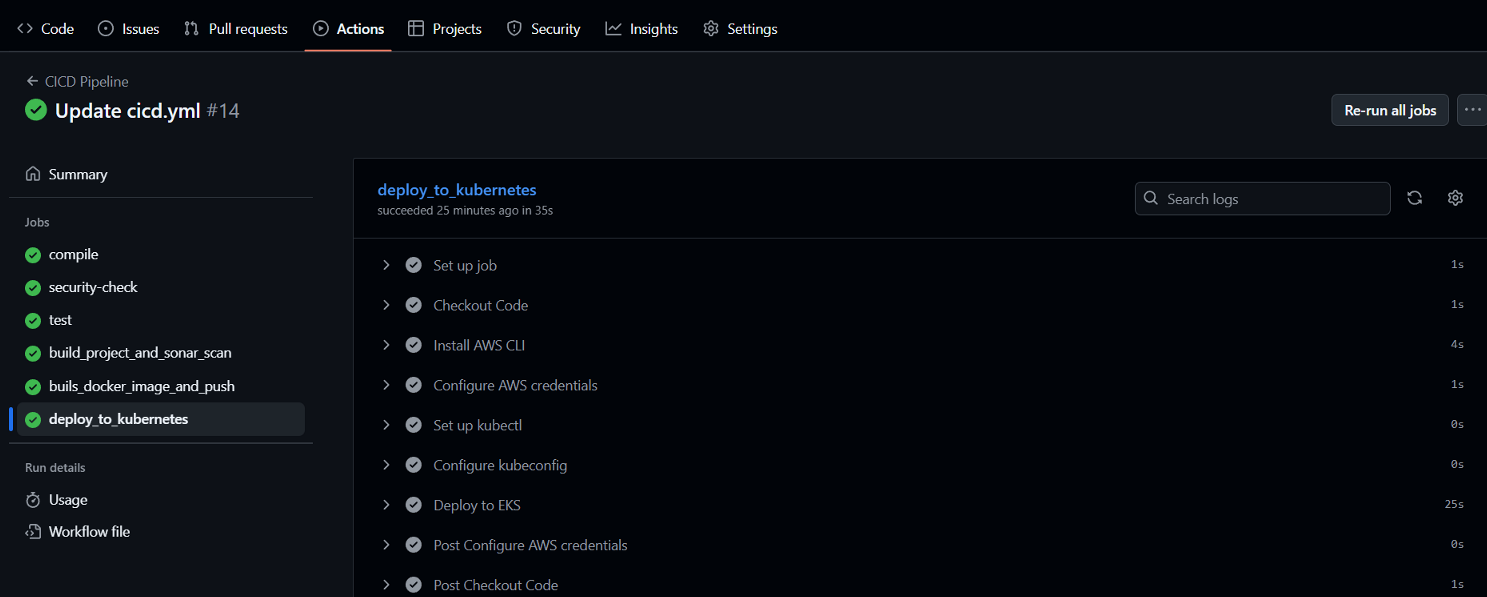 Code Issues Pull requests Actions Projects Security Insights Settings
CICD Pipeline
Update cicd.yml #14
Re-run all jobs
Summary
Jobs
compile
security-check
test
build_project_and_sonar_scan
buils_docker_image_and_push
deploy_to_kubernetes
Run details
Usage
Workflow file
deploy_to_kubernetes
succeeded 25 minutes ago in 35s
Search logs
Set up job 1s
Checkout Code 1s
Install AWS CLI 4s
Configure AWS credentials 1s
Set up kubectl 0s
Configure kubeconfig 0s
Deploy to EKS 25s
Post Configure AWS credentials 0s
Post Checkout Code 1s